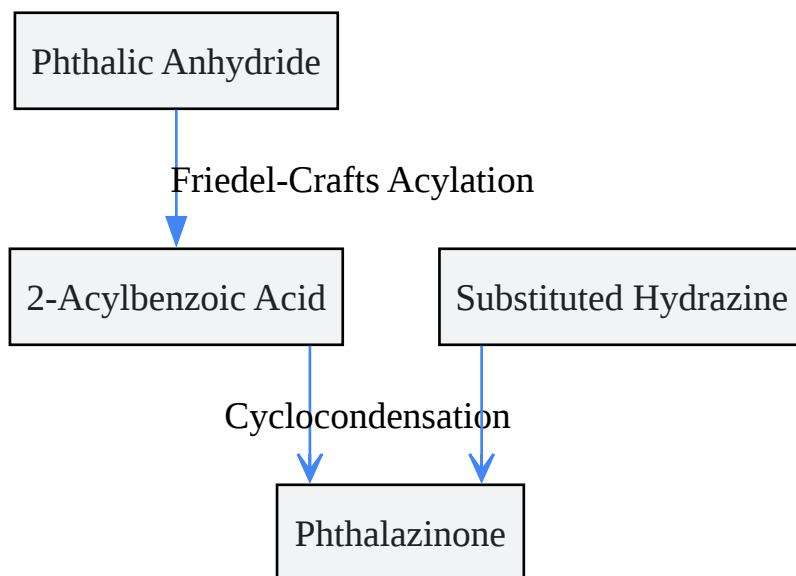 Phthalic Anhydride
Friedel-Crafts Acylation
2-Acylbenzoic Acid
Substituted Hydrazine
Cyclocondensation
Phthalazinone